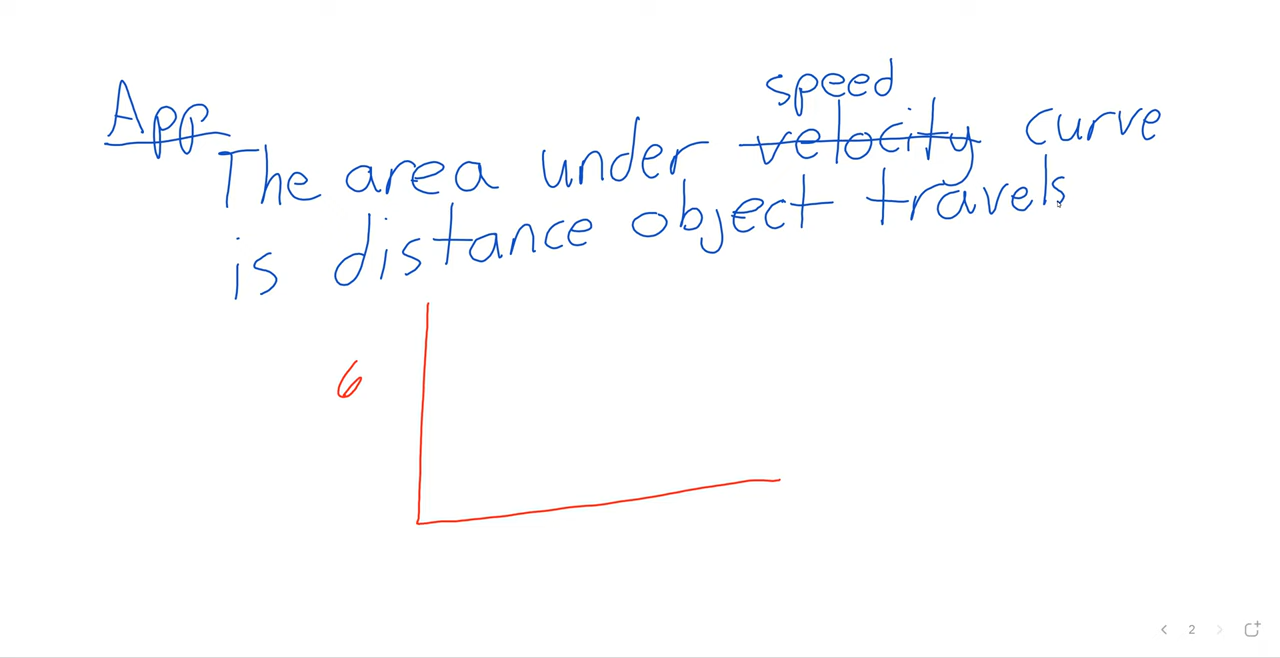 App
speed
The area under velocity curve
is distance object travels
6
2